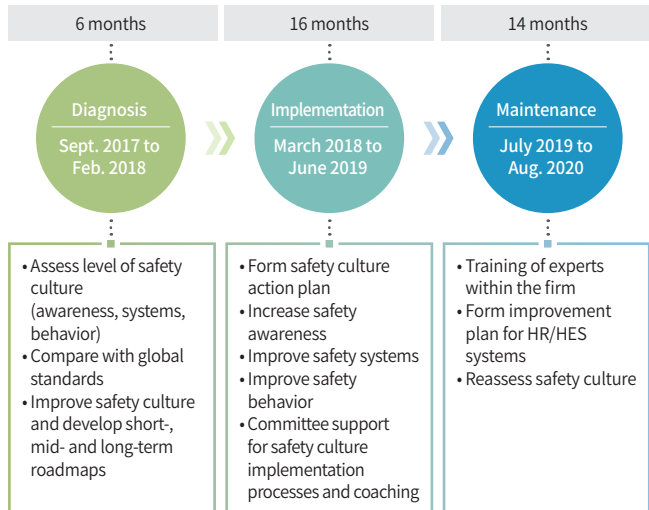 6 months
16 months
14 months
Diagnosis
Sept. 2017 to
Feb. 2018
Implementation
March 2018 to
June 2019
Maintenance
July 2019 to
Aug. 2020
• Assess level of safety
culture
(awareness, systems,
behavior)
• Compare with global
standards
• Improve safety culture
and develop short-,
mid- and long-term
roadmaps
• Form safety culture
action plan
• Increase safety
awareness
• Improve safety systems
• Improve safety
behavior
• Committee support
for safety culture
implementation
processes and coaching
• Training of experts
within the firm
• Form improvement
plan for HR/HES
systems
• Reassess safety culture